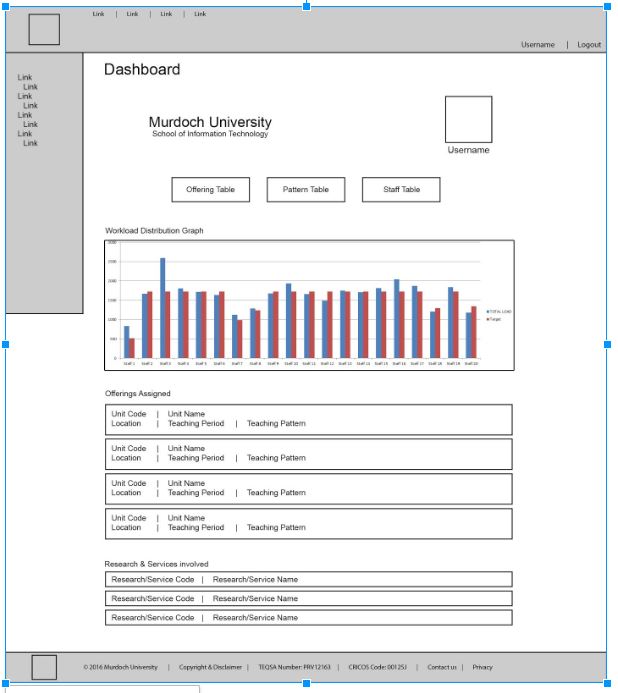 Link | Link | Link | Link
Username | Logout
Link
Link
Link
Link
Link
Link
Link
Link
Dashboard
Murdoch University
School of Information Technology
Username
Offering Table
Pattern Table
Staff Table
Workload Distribution Graph
3000
2500
2000
1500
1000
500
0
TOTAL LOAD
Target
Staff 1 Staff 2 Staff 3 Staff 4 Staff 5 Staff 6 Staff 7 Staff 8 Staff 9 Staff 10 Staff 11 Staff 12 Staff 13 Staff 14 Staff 15 Staff 16 Staff 17 Staff 18 Staff 19 Staff 20
Offerings Assigned
Unit Code | Unit Name
Location | Teaching Period | Teaching Pattern
Unit Code | Unit Name
Location | Teaching Period | Teaching Pattern
Unit Code | Unit Name
Location | Teaching Period | Teaching Pattern
Unit Code | Unit Name
Location | Teaching Period | Teaching Pattern
Research & Services involved
Research/Service Code | Research/Service Name
Research/Service Code | Research/Service Name
Research/Service Code | Research/Service Name
© 2016 Murdoch University | Copyright & Disclaimer | TEQSA Number: PRV12163 | CRICOS Code: 00125J | Contact us | Privacy